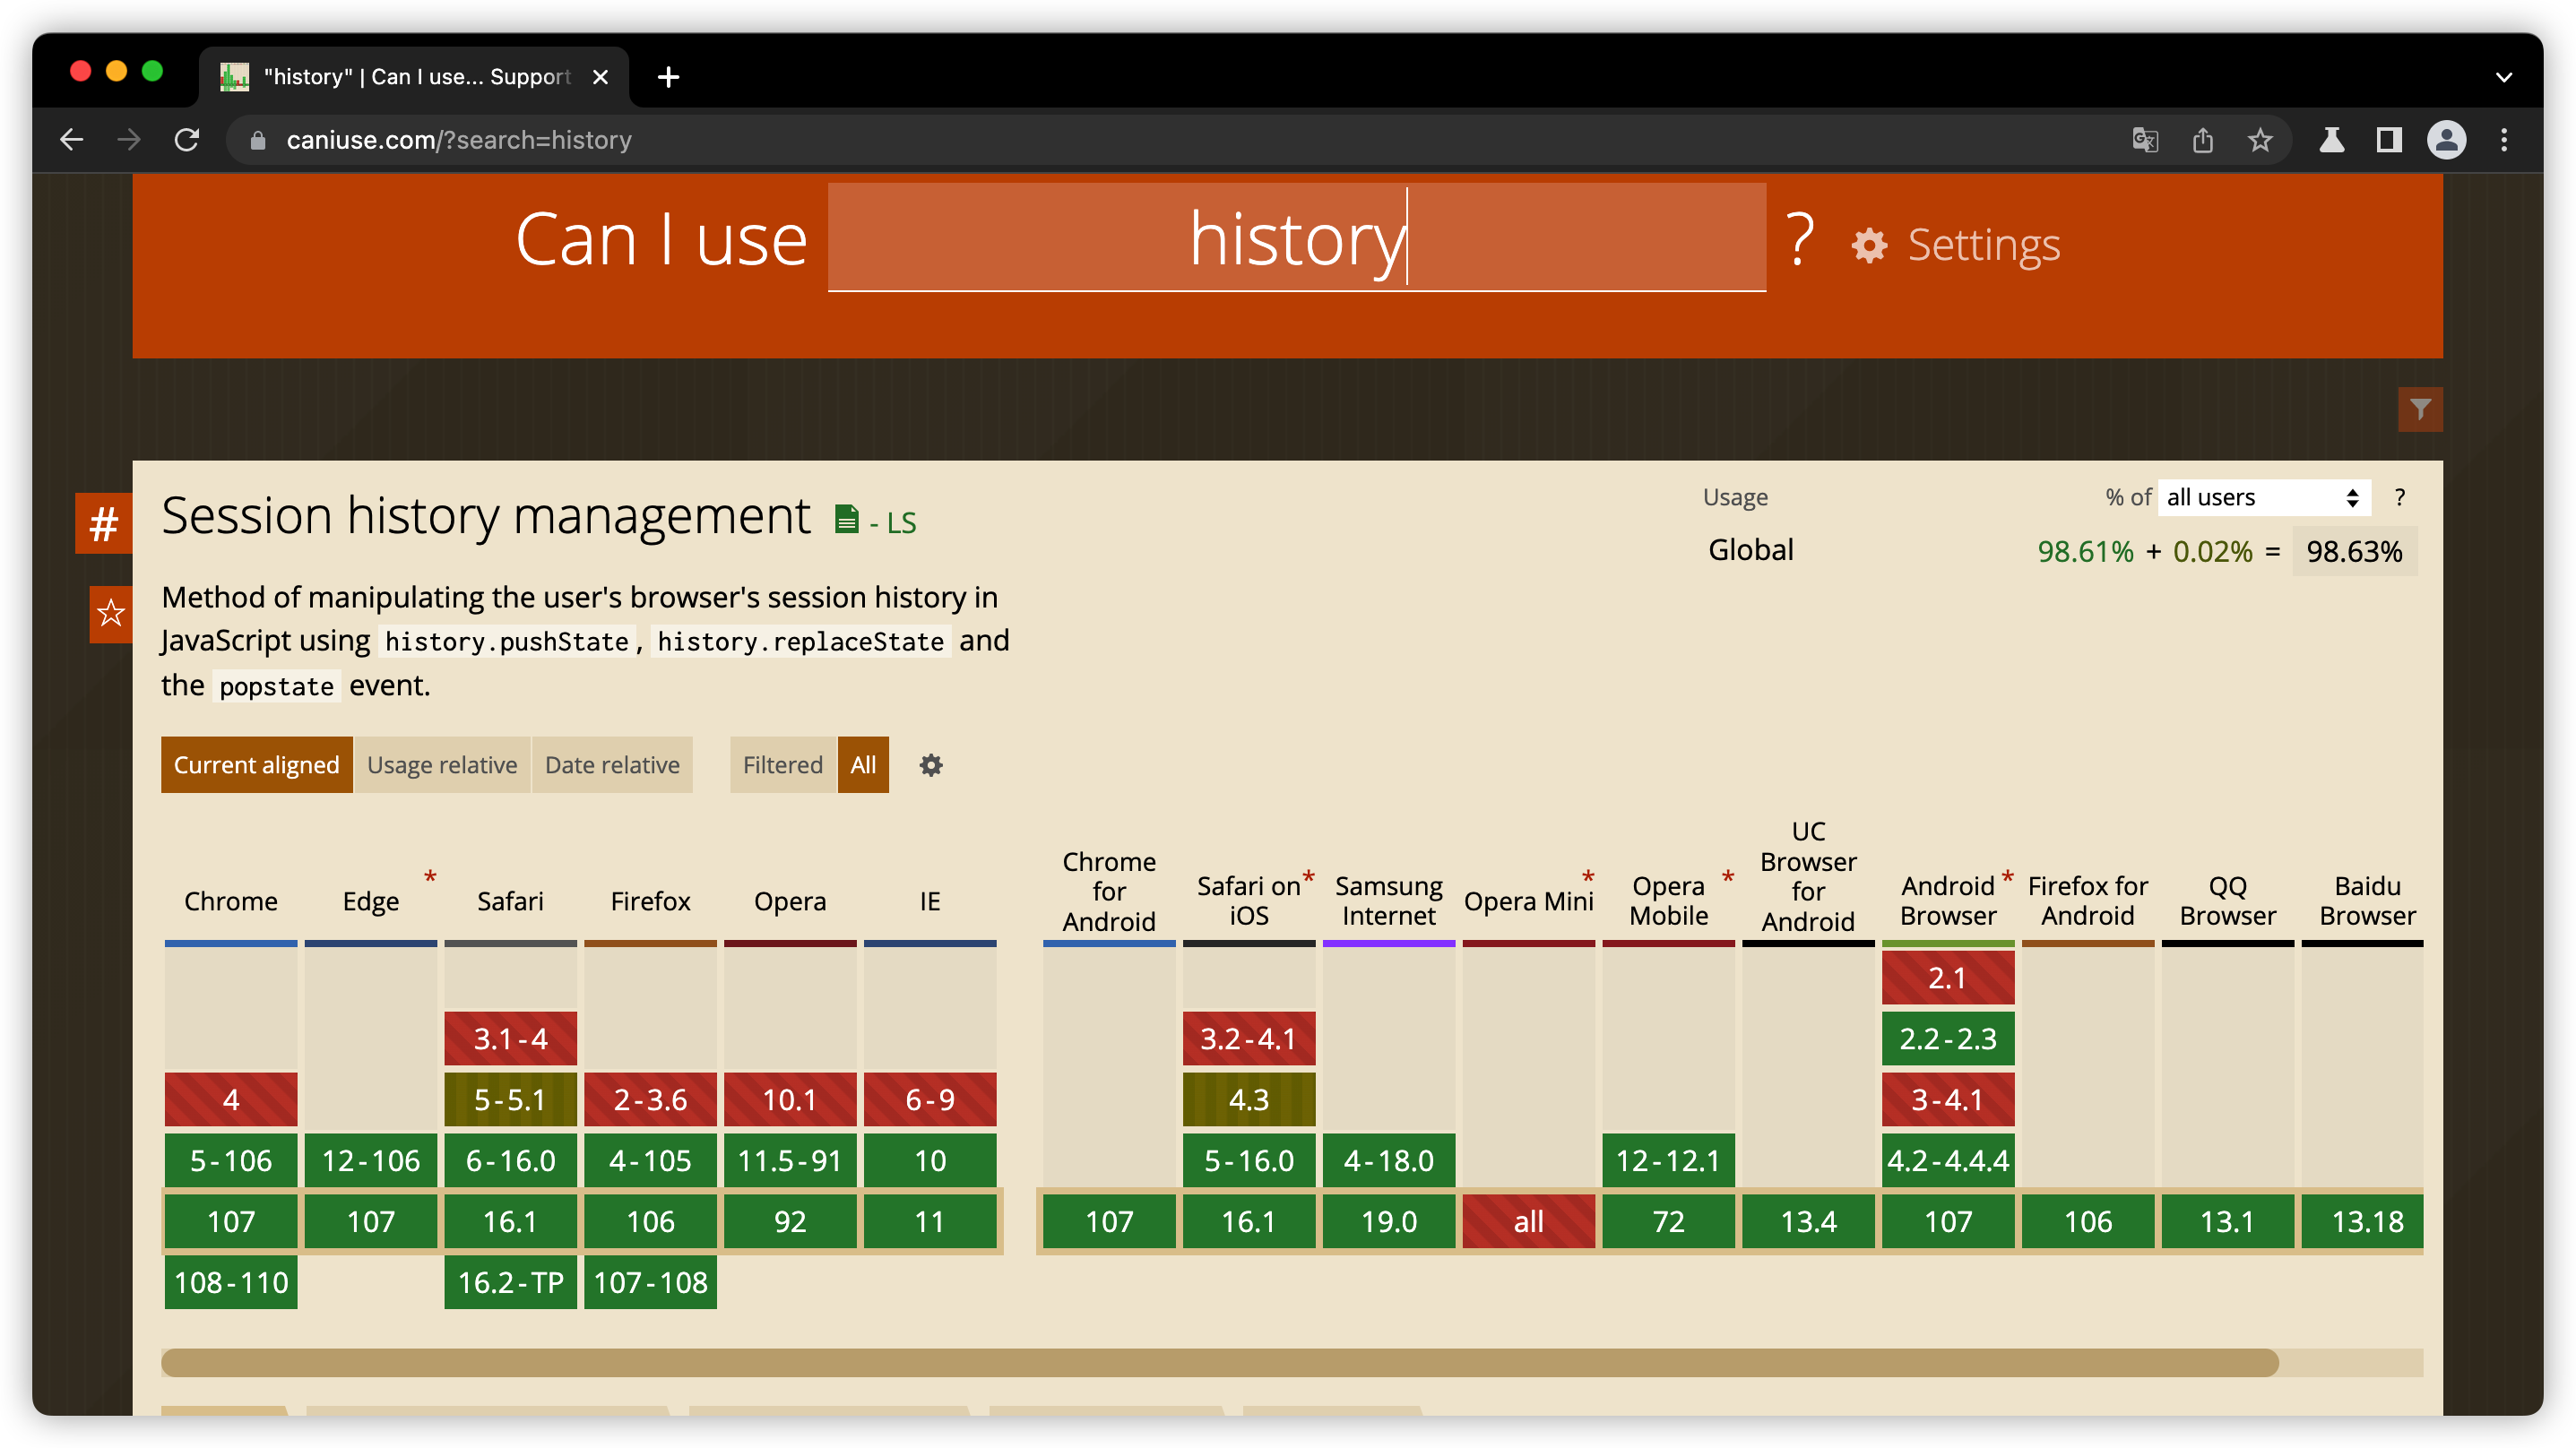 "history" | Can I use... Support
caniuse.com/?search=history
Can I use history ? Settings
# Session history management - LS
Usage % of all users ?
Global 98.61% + 0.02% = 98.63%
Method of manipulating the user's browser's session history in
JavaScript using history.pushState, history.replaceState and
the popstate event.
Current aligned Usage relative Date relative Filtered All
Chrome Edge * Safari Firefox Opera IE Chrome for Android Safari on iOS * Samsung Internet Opera Mini * Opera Mobile * UC Browser for Android Android Browser * Firefox for Android QQ Browser Baidu Browser
2.1
3.1-4 3.2-4.1 2.2-2.3
4 5-5.1 2-3.6 10.1 6-9 4.3 3-4.1
5-106 12-106 6-16.0 4-105 11.5-91 10 5-16.0 4-18.0 12-12.1 4.2-4.4.4
107 107 16.1 106 92 11 107 16.1 19.0 all 72 13.4 107 106 13.1 13.18
108-110 16.2-TP 107-108